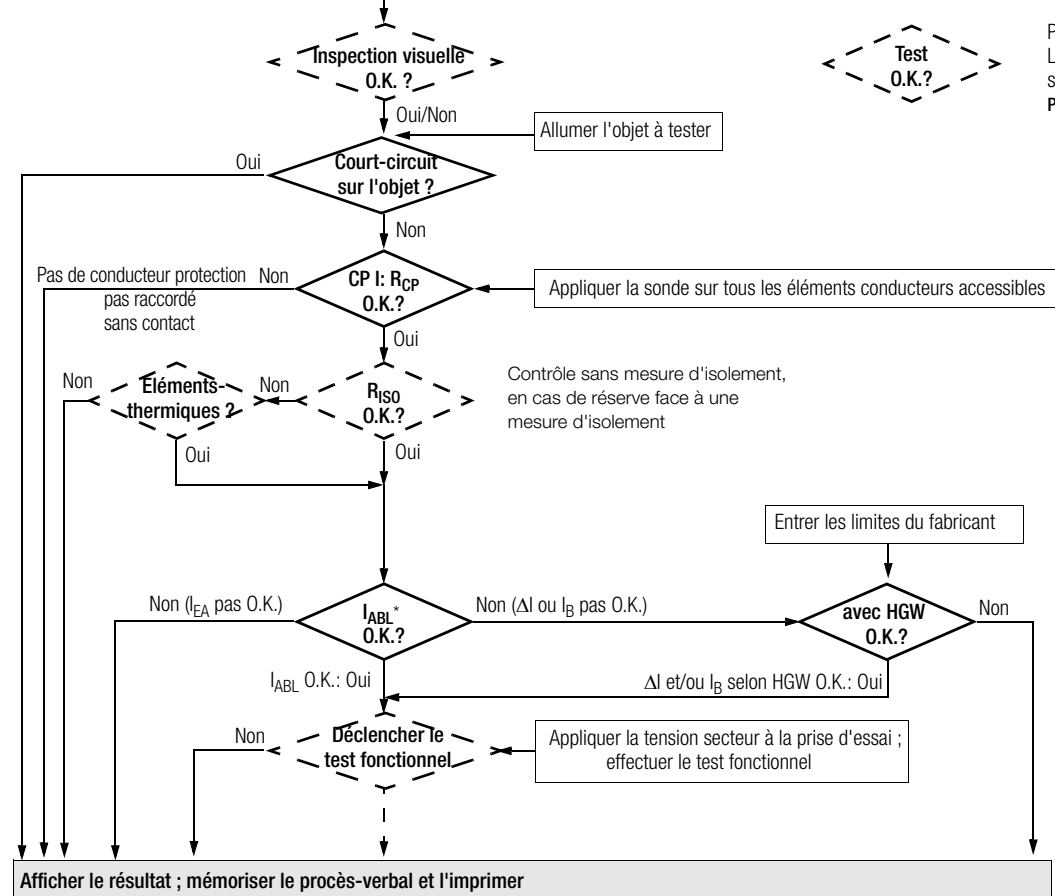 Inspection visuelle
O.K. ?
Test
O.K.?
P
L
s
P
Oui/Non
Allumer l'objet à tester
Oui
Court-circuit
sur l'objet ?
Non
Pas de conducteur protection
pas raccordé
sans contact
Non
CP I: RCP
O.K.?
Appliquer la sonde sur tous les éléments conducteurs accessibles
Oui
Non
Eléments-
thermiques ?
Non
RISO
O.K.?
Contrôle sans mesure d'isolement,
en cas de réserve face à une
mesure d'isolement
Oui
Oui
Entrer les limites du fabricant
Non (IEA pas O.K.)
IABL*
O.K.?
Non (ΔI ou IB pas O.K.)
avec HGW
O.K.?
Non
IABL O.K.: Oui
ΔI et/ou IB selon HGW O.K.: Oui
Non
Déclencher le
test fonctionnel
Appliquer la tension secteur à la prise d'essai ;
effectuer le test fonctionnel
Afficher le résultat ; mémoriser le procès-verbal et l'imprimer